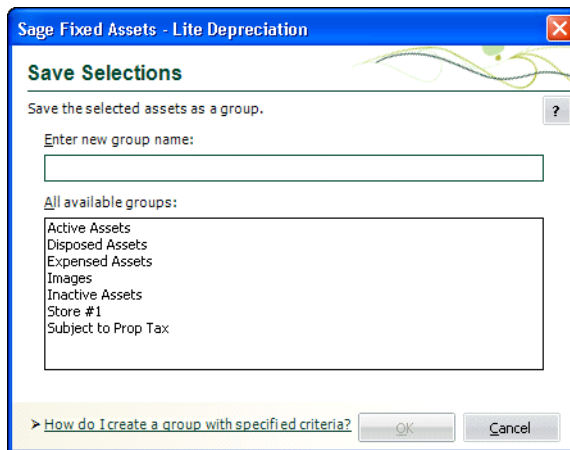 Sage Fixed Assets - Lite Depreciation
Save Selections
Save the selected assets as a group.
?
Enter new group name:
All available groups:
Active Assets
Disposed Assets
Expensed Assets
Images
Inactive Assets
Store #1
Subject to Prop Tax
➤ How do I create a group with specified criteria?
OK
Cancel